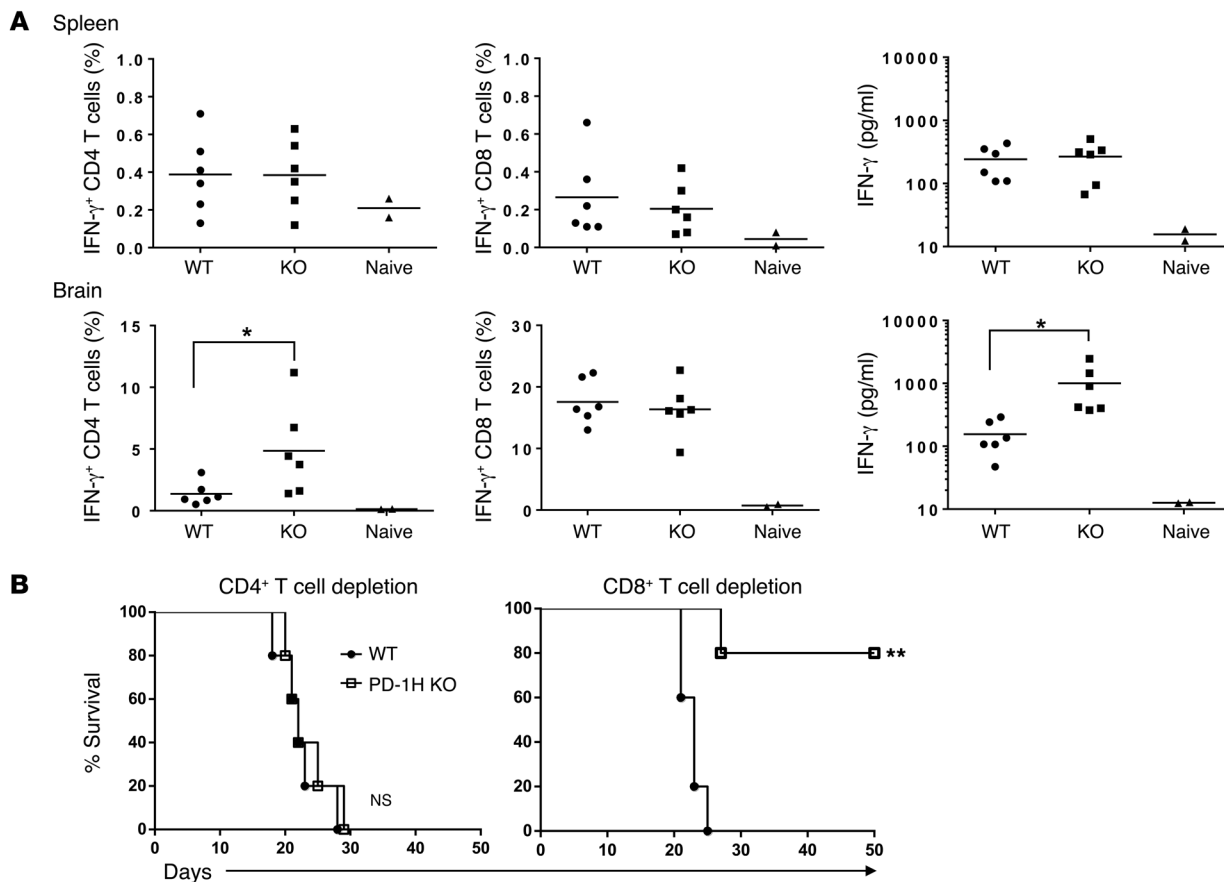 A Spleen
IFN-γ+ CD4 T cells (%)
1.0
0.8
0.6
0.4
0.2
0.0
WT KO Naive
IFN-γ+ CD8 T cells (%)
1.0
0.8
0.6
0.4
0.2
0.0
WT KO Naive
IFN-γ (pg/ml)
10000
1000
100
10
WT KO Naive
Brain
IFN-γ+ CD4 T cells (%)
15
10
5
0
*
WT KO Naive
IFN-γ+ CD8 T cells (%)
30
20
10
0
WT KO Naive
IFN-γ (pg/ml)
10000
1000
100
10
*
WT KO Naive
B
CD4+ T cell depletion
% Survival
100
80
60
40
20
0
WT
PD-1H KO
NS
0 20 30 40 50
CD8+ T cell depletion
100
80
60
40
20
0
**
0 20 30 40 50
Days